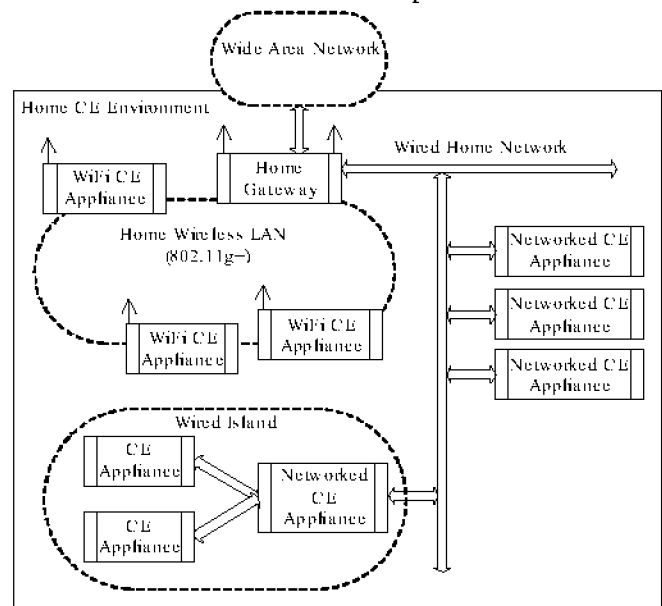 Wide Area Network
Home CE Environment
Wired Home Network
Home
Gateway
WiFi CE
Appliance
Home Wireless LAN
(802.11g–)
Networked CE
Appliance
Networked CE
Appliance
Networked CE
Appliance
WiFi CE
Appliance
WiFi CE
Appliance
Wired Island
CE
Appliance
Networked
CE
Appliance
CE
Appliance